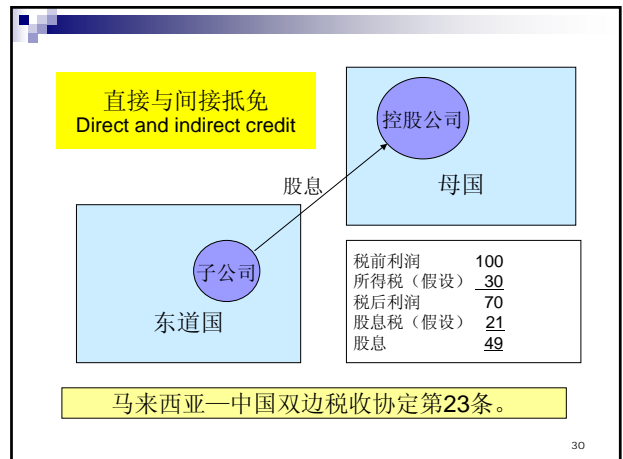 直接与间接抵免
Direct and indirect credit
控股公司
母国
股息
子公司
东道国
税前利润 100
所得税（假设） 30
税后利润 70
股息税（假设） 21
股息 49
马来西亚—中国双边税收协定第23条。
30